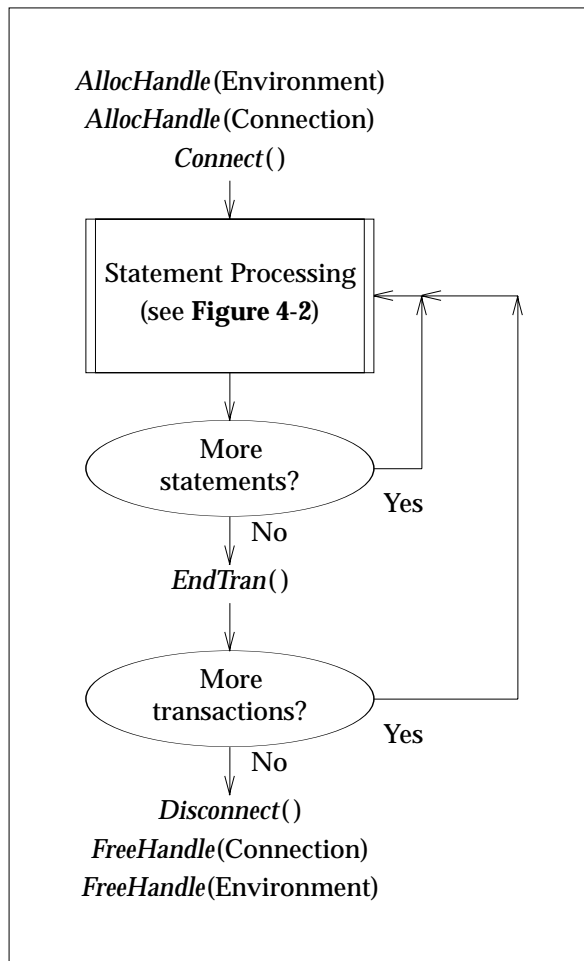 AllocHandle(Environment)
AllocHandle(Connection)
Connect()
Statement Processing
(see Figure 4-2)
More
statements?
Yes
No
EndTran()
More
transactions?
Yes
No
Disconnect()
FreeHandle(Connection)
FreeHandle(Environment)